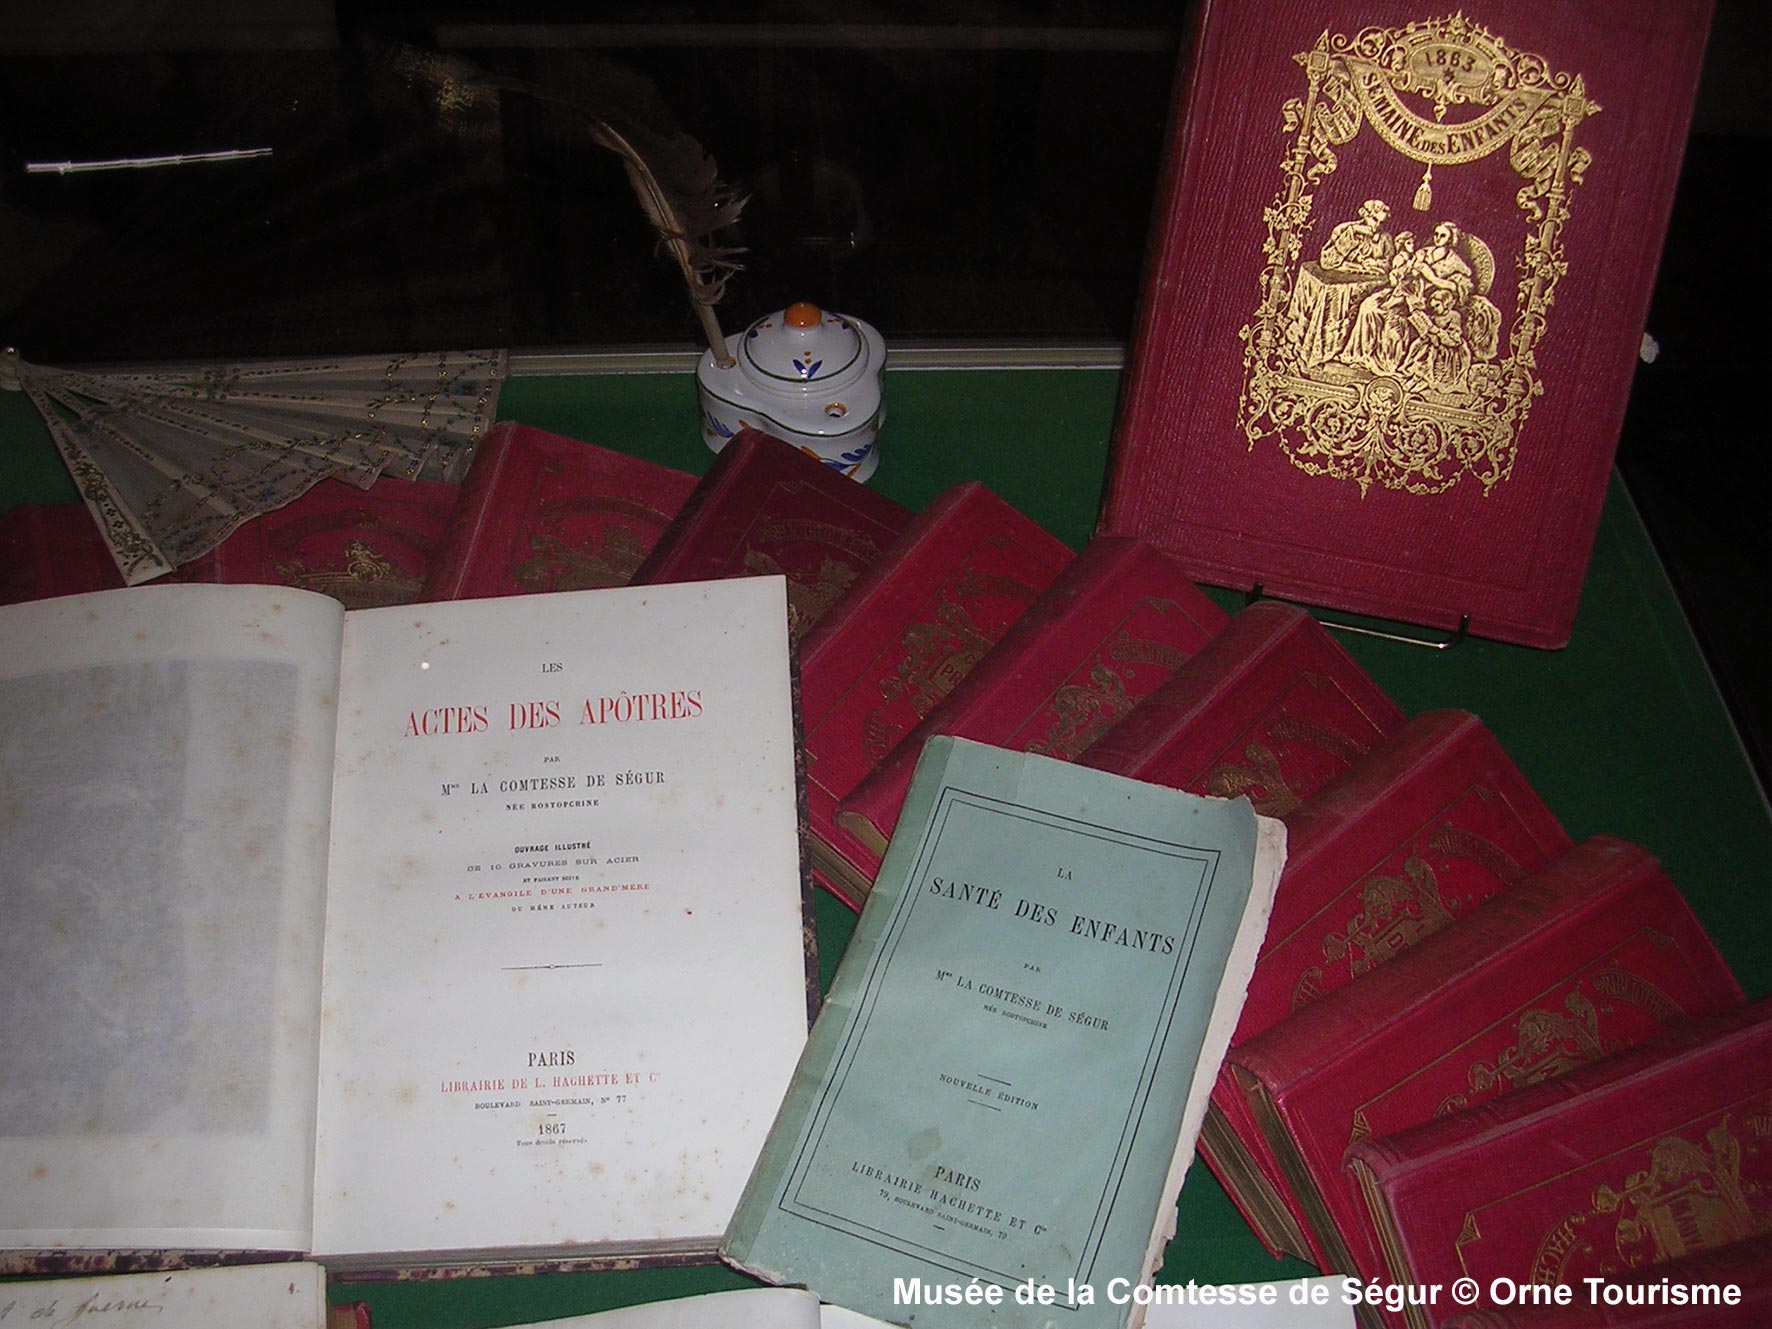 1863
SEMAINE DES ENFANTS
LES
ACTES DES APÔTRES
PAR
Mme LA COMTESSE DE SÉGUR
NÉE ROSTOPCHINE
OUVRAGE ILLUSTRÉ
DE 10 GRAVURES SUR ACIER
ET FAISANT SUITE
A L'ÉVANGILE D'UNE GRAND'MÈRE
DU MÊME AUTEUR
PARIS
LIBRAIRIE DE L. HACHETTE ET Cie
BOULEVARD SAINT-GERMAIN, No 77
1867
Tous droits réservés
LA
SANTÉ DES ENFANTS
PAR
Mme LA COMTESSE DE SÉGUR
NÉE ROSTOPCHINE
NOUVELLE ÉDITION
PARIS
LIBRAIRIE HACHETTE ET Cie
79, BOULEVARD SAINT-GERMAIN, 79
Musée de la Comtesse de Ségur © Orne Tourisme